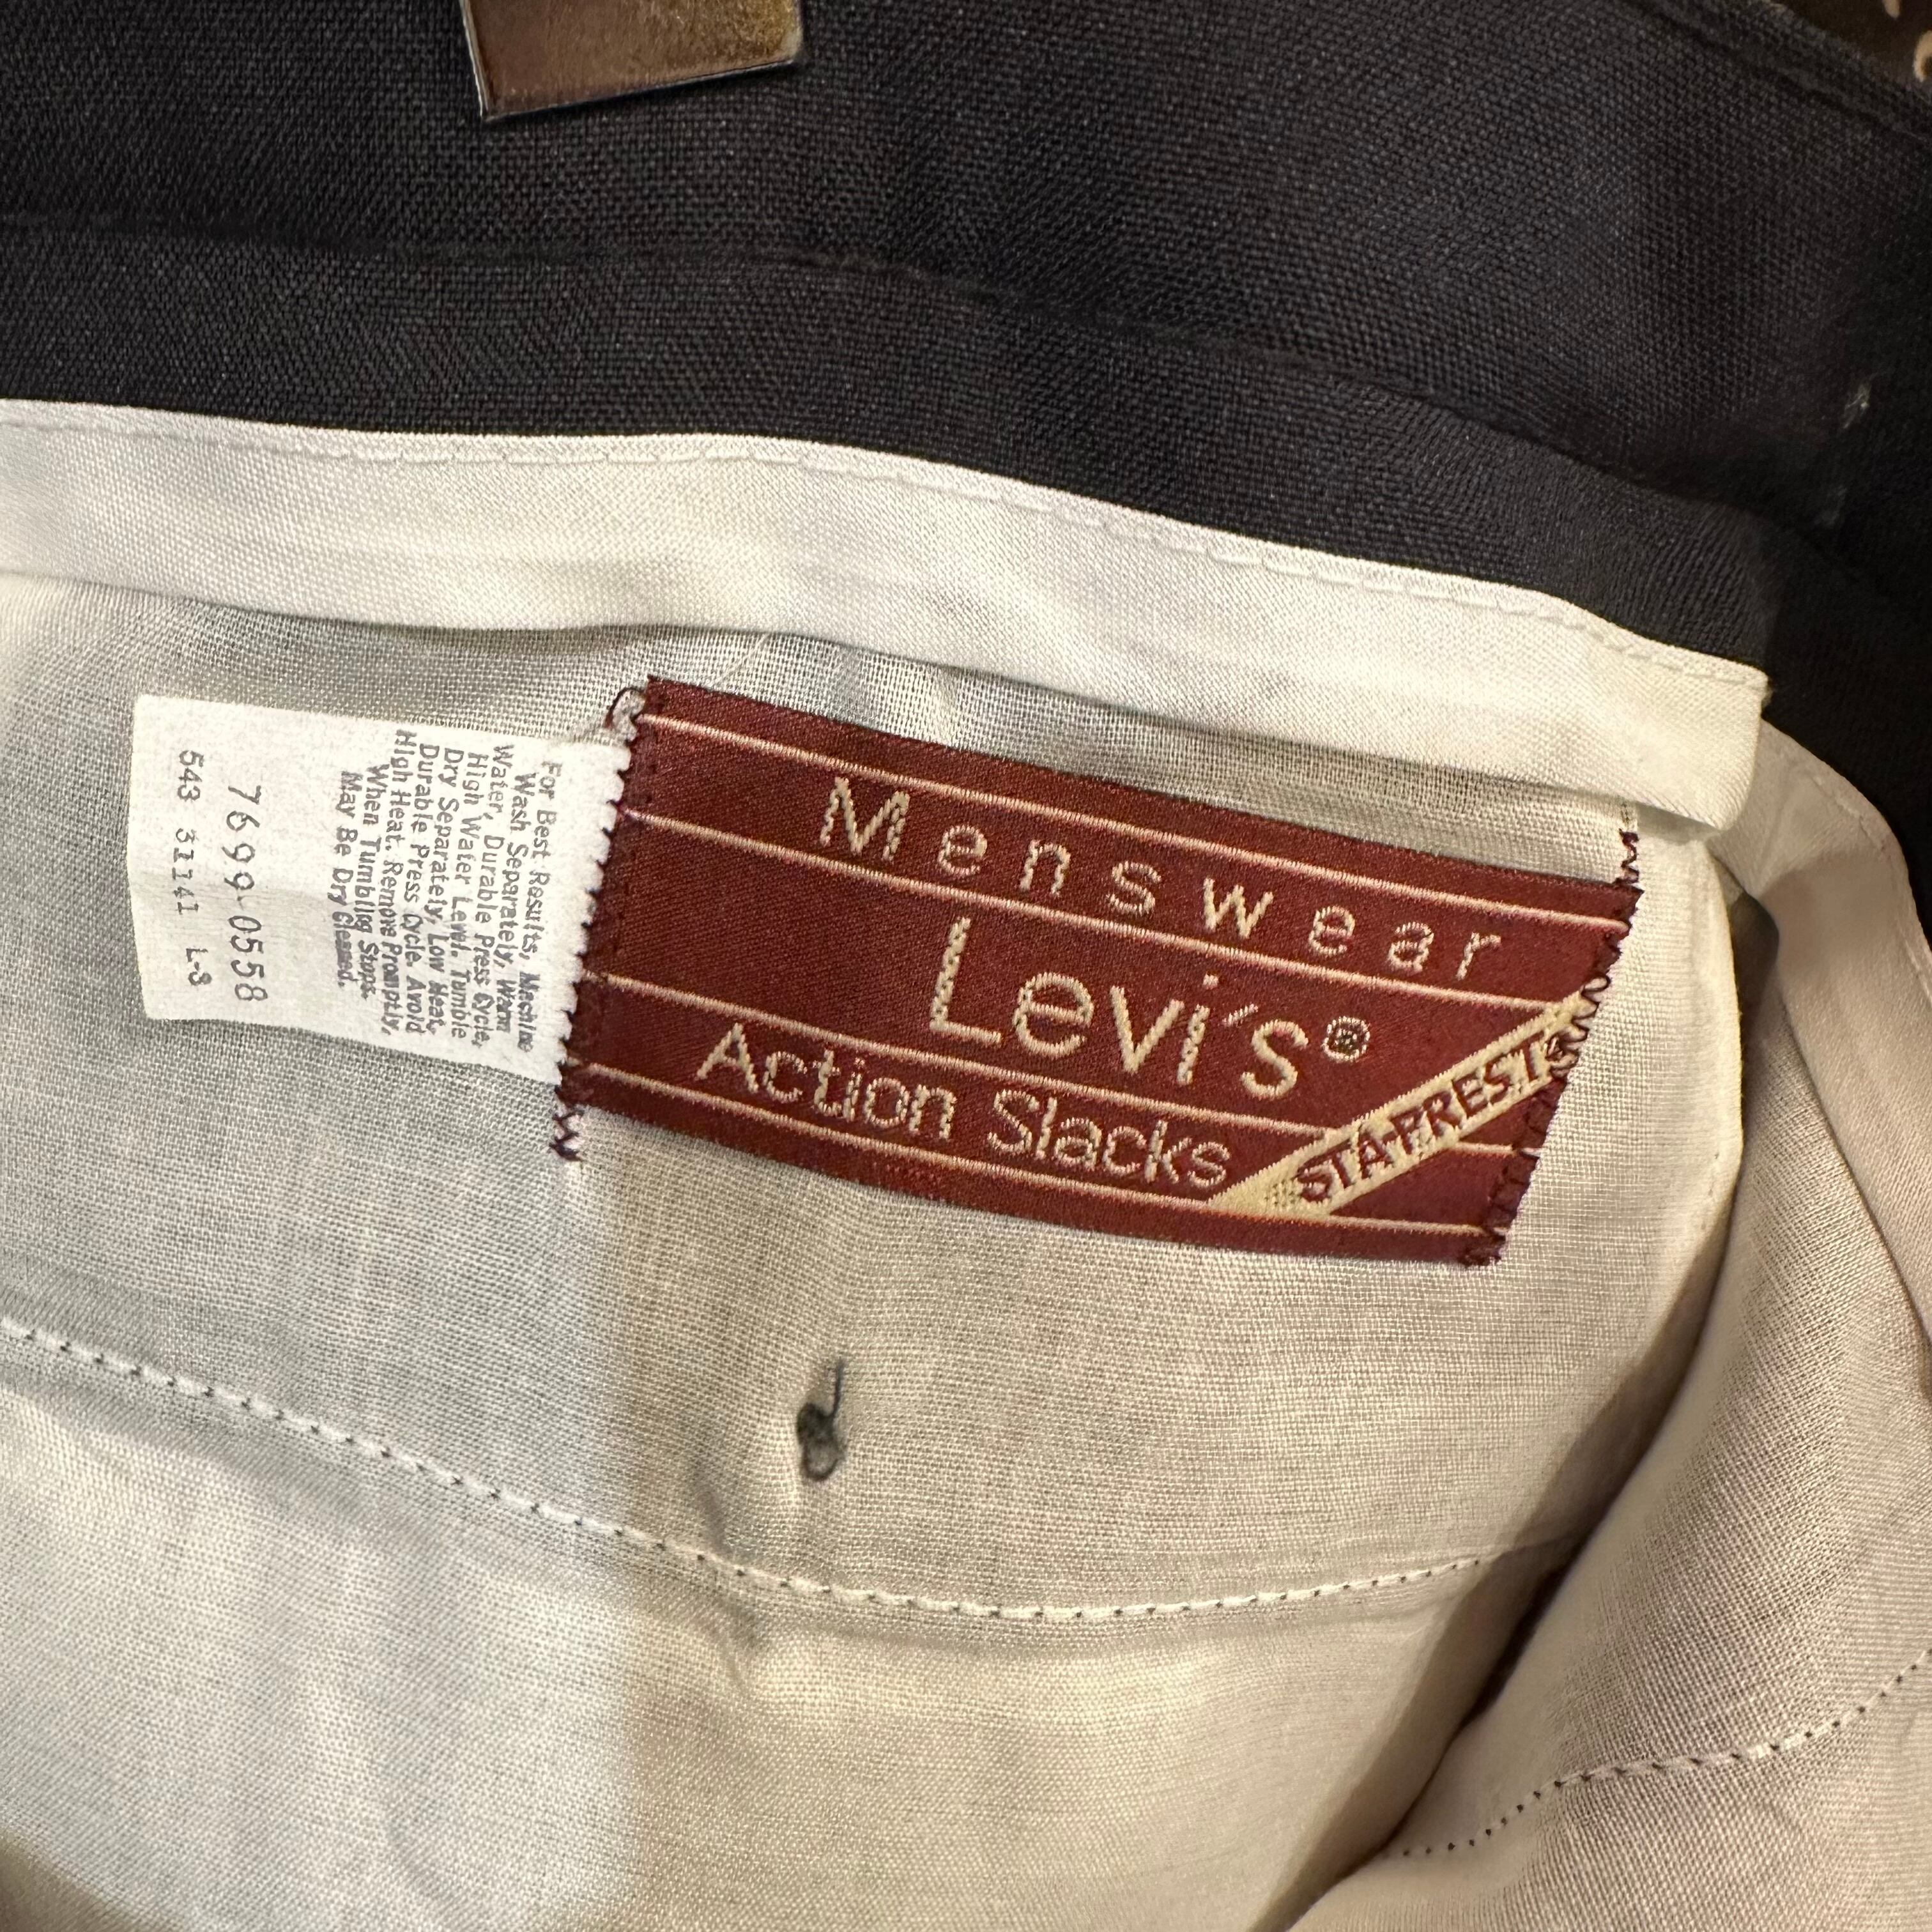 Menswear
Levi's®
Action Slacks
STA-PREST®
For Best Results, Machine
Wash Separately, Warm
Water, Durable Press Cycle,
High Water Level. Tumble
Dry Separately, Low Heat,
Durable Press Cycle. Avoid
High Heat. Remove Promptly,
When Tumbling Stops.
May Be Dry Cleaned.
7699-0558
543 31141 L-8